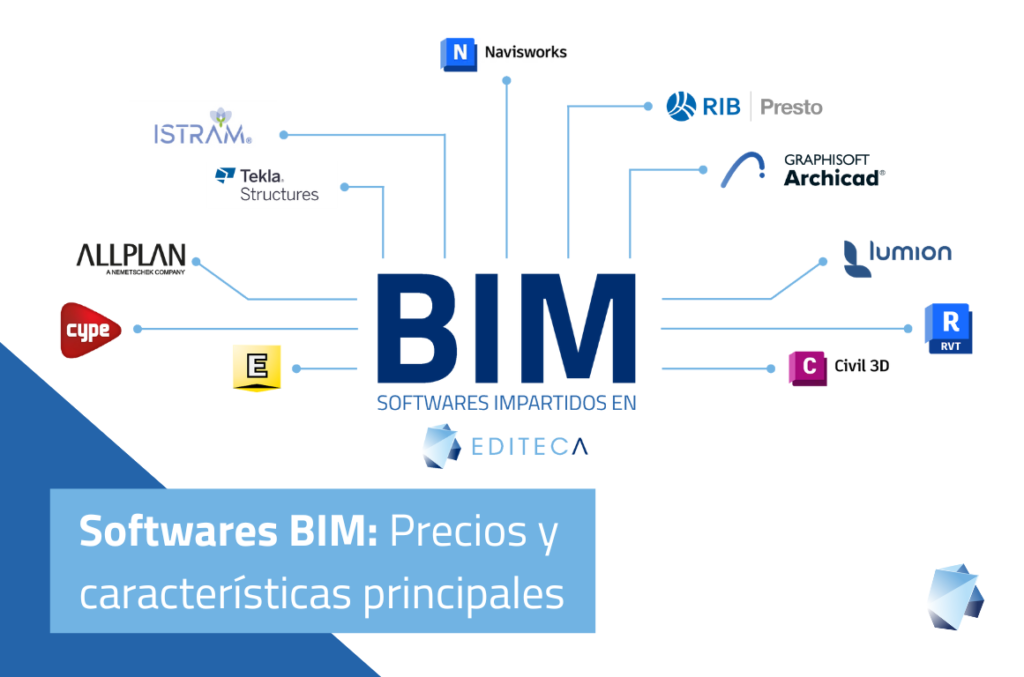 N Navisworks
RIB Presto
ISTRAM®
GRAPHISOFT
Archicad®
Tekla®
Structures
ALLPLAN
A NEMETSCHEK COMPANY
lumion
cype
R
RVT
E
C Civil 3D
BIM
SOFTWARES IMPARTIDOS EN
EDITECA
Softwares BIM: Precios y
características principales